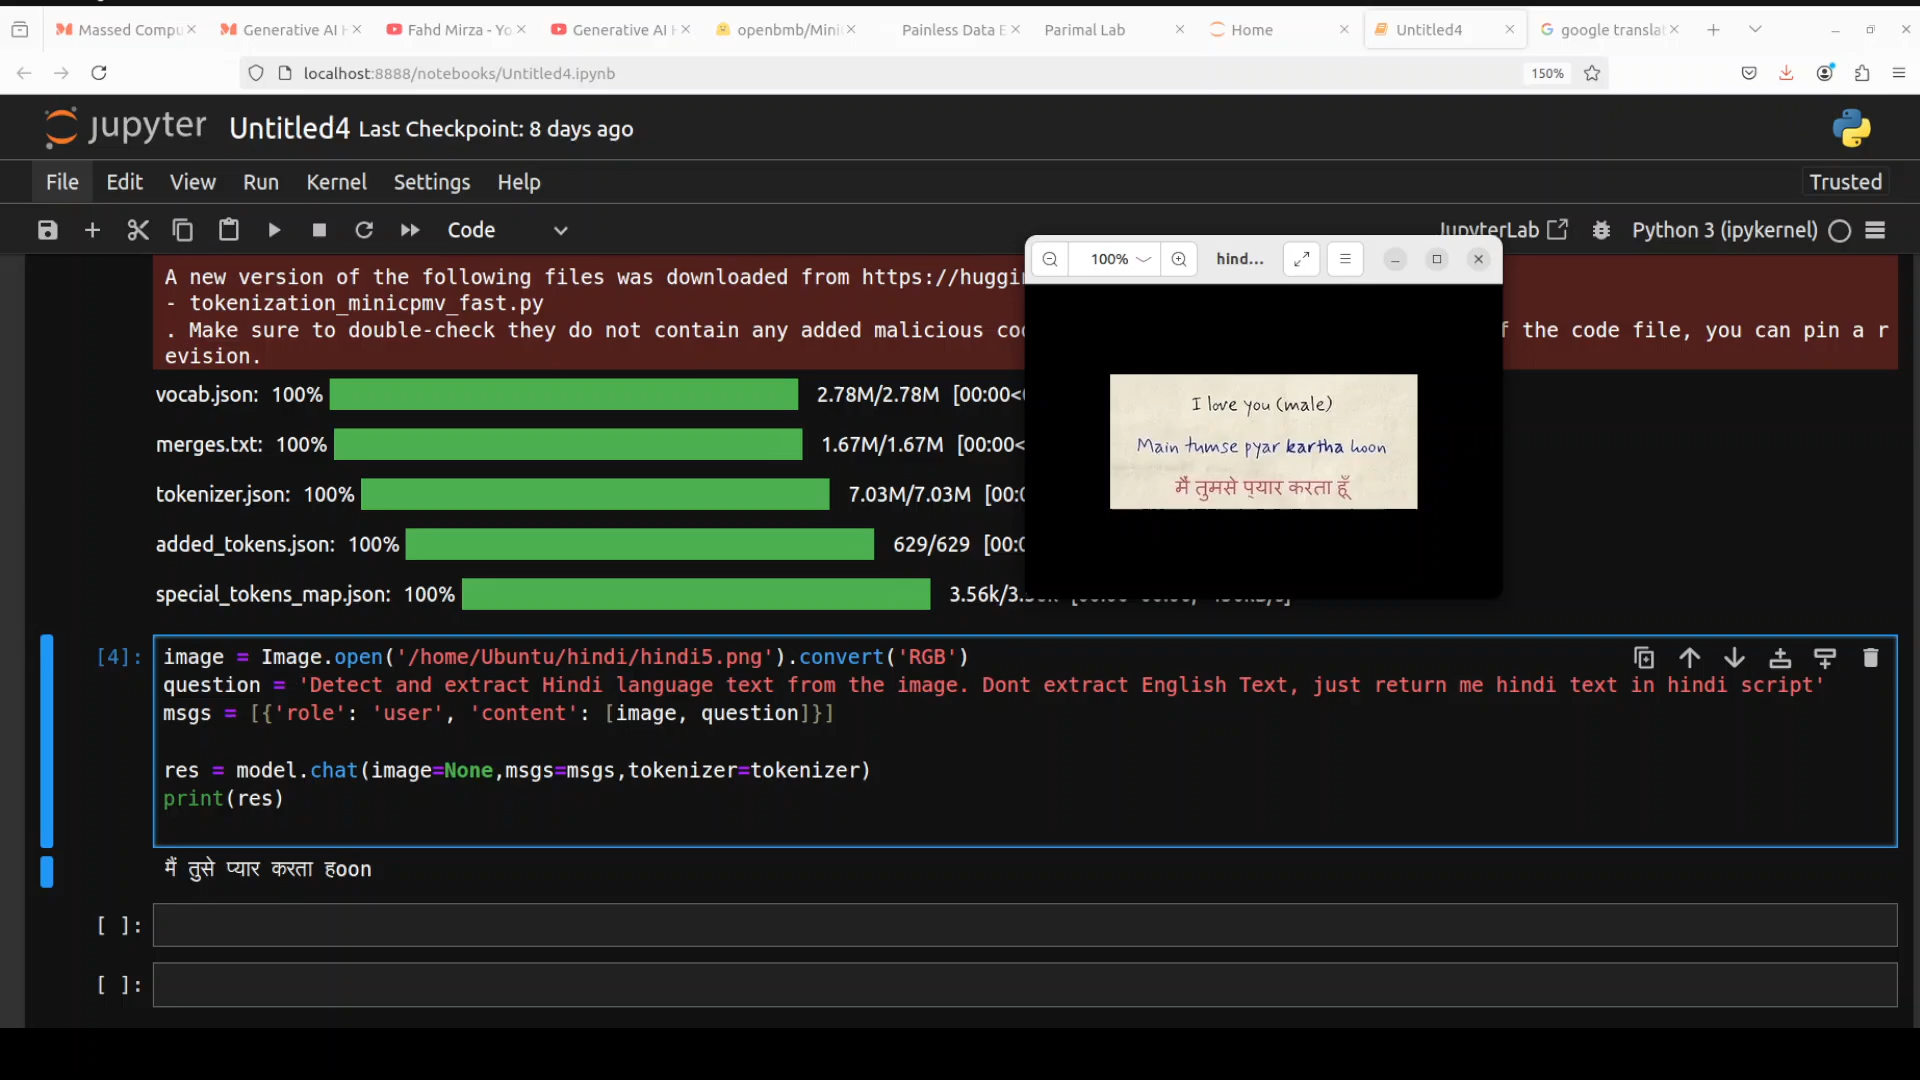 Massed Compu
Generative AI H
Fahd Mirza - Yo
Generative AI H
openbmb/Mini
Painless Data E
Parimal Lab
Home
Untitled4
google translat
localhost:8888/notebooks/Untitled4.ipynb
150%
jupyter Untitled4 Last Checkpoint: 8 days ago
File Edit View Run Kernel Settings Help
Trusted
Code
JupyterLab
Python 3 (ipykernel)
100%
hind...
A new version of the following files was downloaded from https://huggin
- tokenization_minicpmv_fast.py
. Make sure to double-check they do not contain any added malicious co
f the code file, you can pin a r
evision.
vocab.json: 100% 2.78M/2.78M [00:00<
merges.txt: 100% 1.67M/1.67M [00:00<
tokenizer.json: 100% 7.03M/7.03M [00:
added_tokens.json: 100% 629/629 [00:
special_tokens_map.json: 100%
I love you (male)
Main tumse pyar kartha hoon
मैं तुमसे प्‌यार करता हूँ
[4]:
image = Image.open('/home/Ubuntu/hindi/hindi5.png').convert('RGB')
question = 'Detect and extract Hindi language text from the image. Dont extract English Text, just return me hindi text in hindi script'
msgs = [{'role': 'user', 'content': [image, question]}]
res = model.chat(image=None,msgs=msgs,tokenizer=tokenizer)
print(res)
मैं तुसे प्यार करता हoon
[ ]:
[ ]: